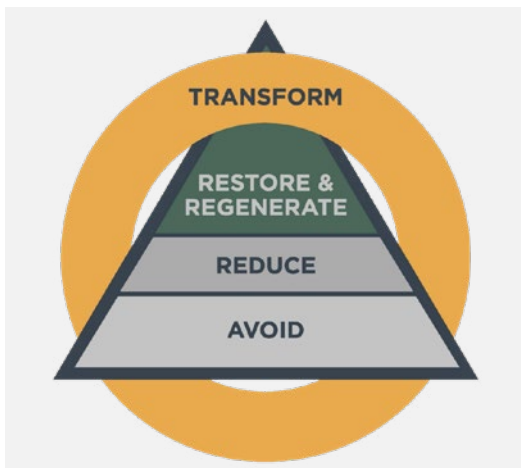 TRANSFORM
RESTORE &
REGENERATE
REDUCE
AVOID